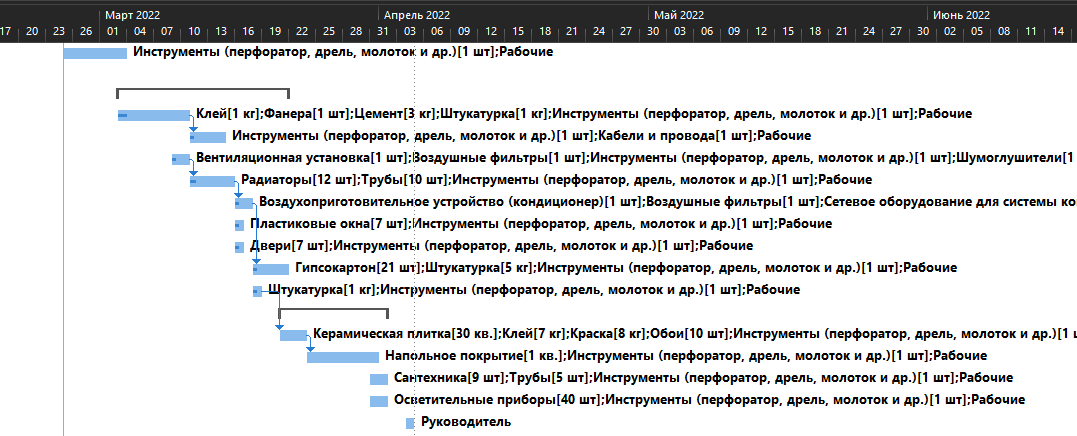 Март 2022 Апрель 2022 Май 2022 Июнь 2022
17 20 23 26 01 04 07 10 13 16 19 22 25 28 31 03 06 09 12 15 18 21 24 27 30 03 06 09 12 15 18 21 24 27 30 02 05 08 11 14
Инструменты (перфоратор, дрель, молоток и др.)[1 шт];Рабочие
Клей[1 кг];Фанера[1 шт];Цемент[3 кг];Штукатурка[1 кг];Инструменты (перфоратор, дрель, молоток и др.)[1 шт];Рабочие
Инструменты (перфоратор, дрель, молоток и др.)[1 шт];Кабели и провода[1 шт];Рабочие
Вентиляционная установка[1 шт];Воздушные фильтры[1 шт];Инструменты (перфоратор, дрель, молоток и др.)[1 шт];Шумоглушители[1
Радиаторы[12 шт];Трубы[10 шт];Инструменты (перфоратор, дрель, молоток и др.)[1 шт];Рабочие
Воздухоприготовительное устройство (кондиционер)[1 шт];Воздушные фильтры[1 шт];Сетевое оборудование для системы ко
Пластиковые окна[7 шт];Инструменты (перфоратор, дрель, молоток и др.)[1 шт];Рабочие
Двери[7 шт];Инструменты (перфоратор, дрель, молоток и др.)[1 шт];Рабочие
Гипсокартон[21 шт];Штукатурка[5 кг];Инструменты (перфоратор, дрель, молоток и др.)[1 шт];Рабочие
Штукатурка[1 кг];Инструменты (перфоратор, дрель, молоток и др.)[1 шт];Рабочие
Керамическая плитка[30 кв.];Клей[7 кг];Краска[8 кг];Обои[10 шт];Инструменты (перфоратор, дрель, молоток и др.)[1
Напольное покрытие[1 кв.];Инструменты (перфоратор, дрель, молоток и др.)[1 шт];Рабочие
Сантехника[9 шт];Трубы[5 шт];Инструменты (перфоратор, дрель, молоток и др.)[1 шт];Рабочие
Осветительные приборы[40 шт];Инструменты (перфоратор, дрель, молоток и др.)[1 шт];Рабочие
Руководитель